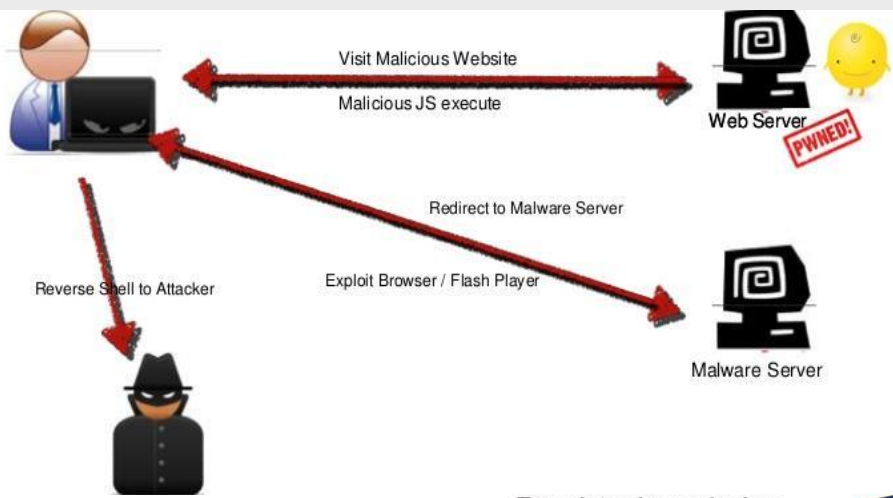 Visit Malicious Website
Malicious JS execute
Web Server
PWNED!
Redirect to Malware Server
Exploit Browser / Flash Player
Reverse Shell to Attacker
Malware Server